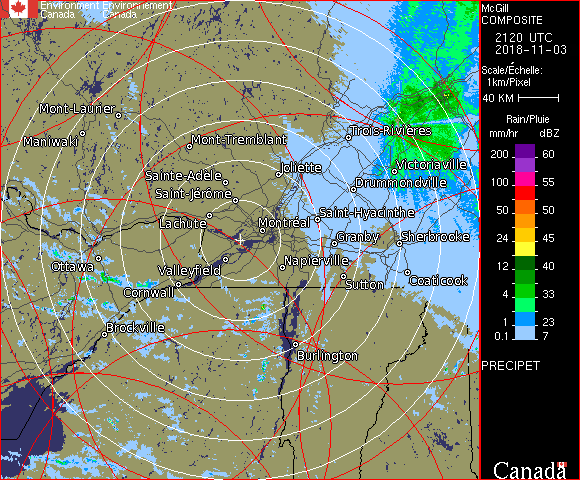 Environment Environnement
Canada Canada
McGill
COMPOSITE
2120 UTC
2018-11-03
Scale/Échelle:
1km/Pixel
40 KM
Rain/Pluie
mm/hr dBZ
200 60
150 57
100 55
50 50
24 45
12 40
4 33
1 23
0.1 7
PRECIPET
Canada
Mont-Laurier
Maniwaki
Mont-Tremblant
Trois-Rivières
Joliette
Victoriaville
Sainte-Adèle
Drummondville
Saint-Jérôme
Saint-Hyacinthe
Lachute
Montréal
Granby
Sherbrooke
Ottawa
Valleyfield
Napierville
Sutton
Coaticook
Cornwall
Brockville
Burlington